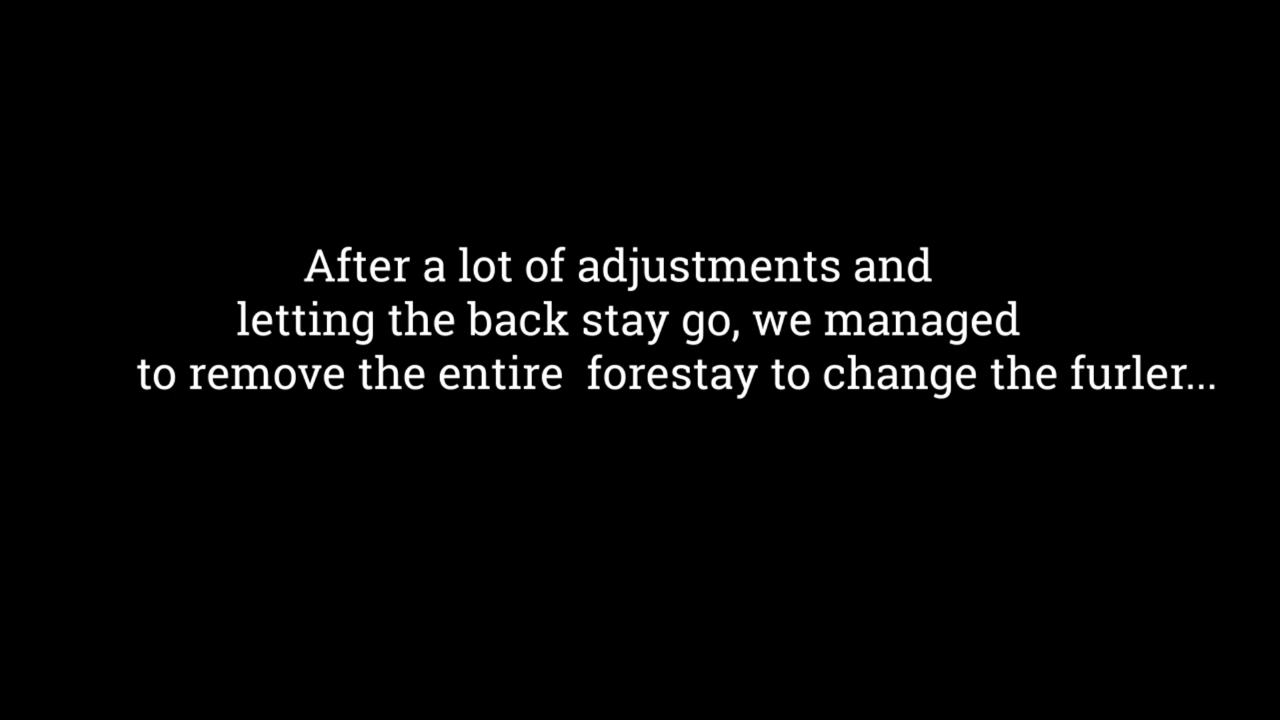 After a lot of adjustments and
letting the back stay go, we managed
to remove the entire  forestay to change the furler...